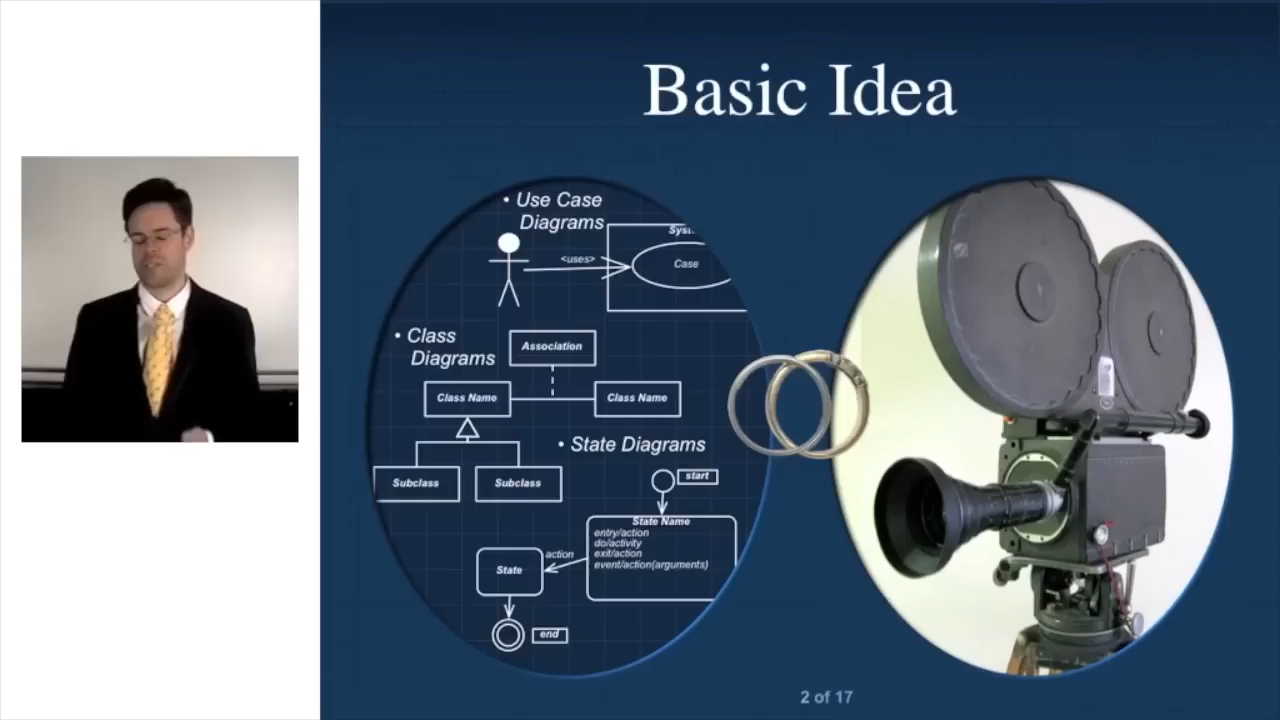 Basic Idea
• Use Case
Diagrams
System
<uses>
Case
• Class
Diagrams
Association
Class Name
Class Name
• State Diagrams
Subclass
Subclass
start
State Name
entry/action
do/activity
exit/action
event/action(arguments)
action
State
end
2 of 17